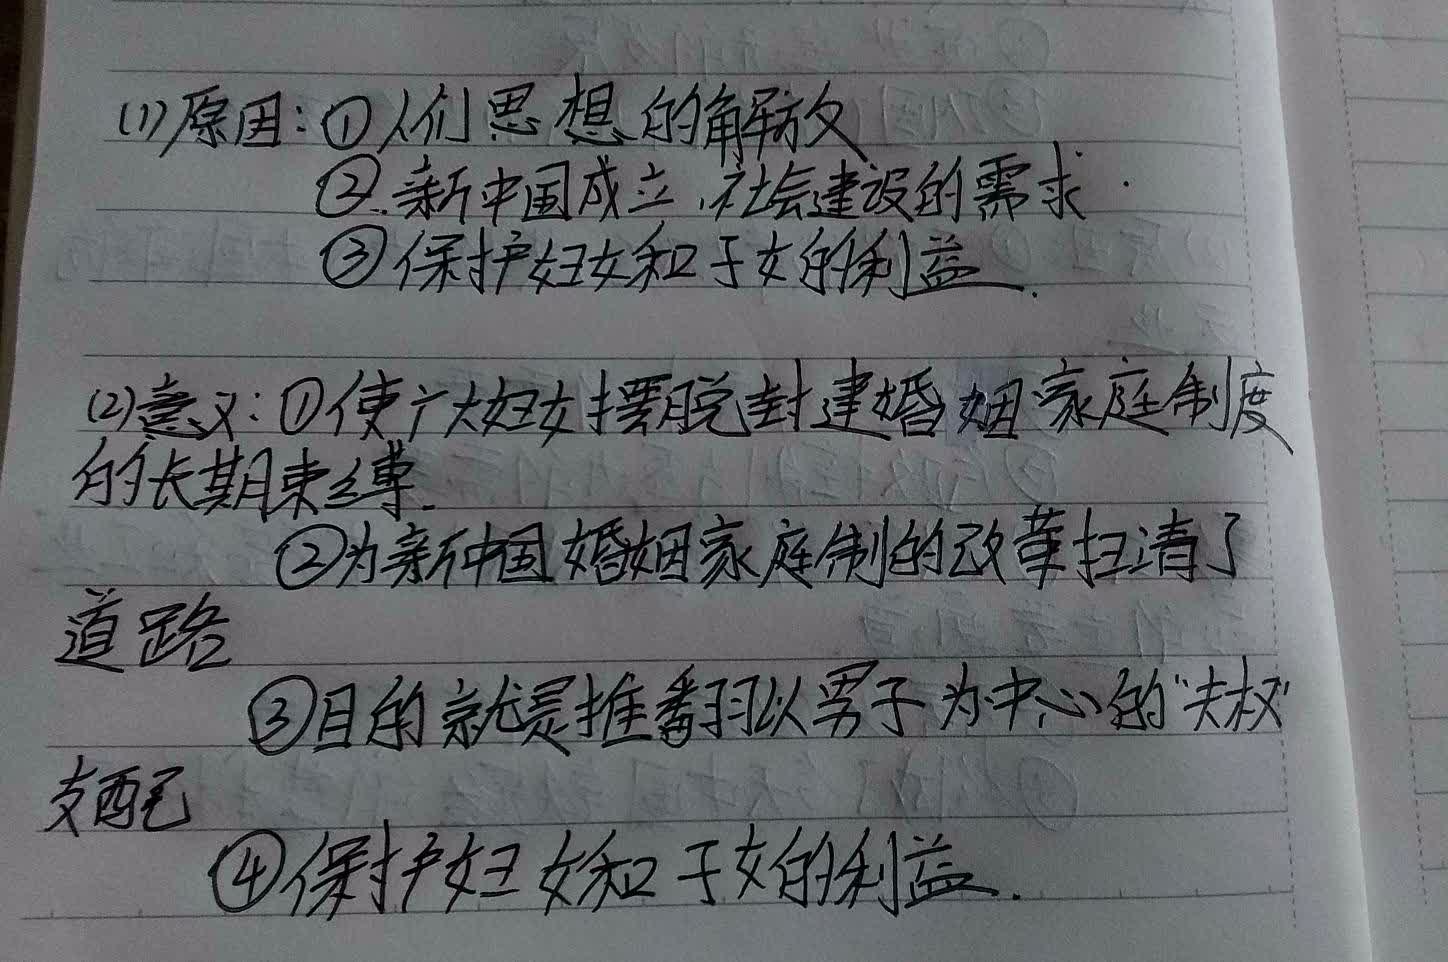 (1)原因:①人们思想的解放
②.新中国成立,社会建设的需求.
③保护妇女和子女的利益.
(2)意义:①使广大妇女摆脱封建婚姻家庭制度
的长期束缚.
②为新中国婚姻家庭制的改革扫清了
道路
③目的就是推翻以男子为中心的“夫权”
支配
④保护妇女和子女的利益.